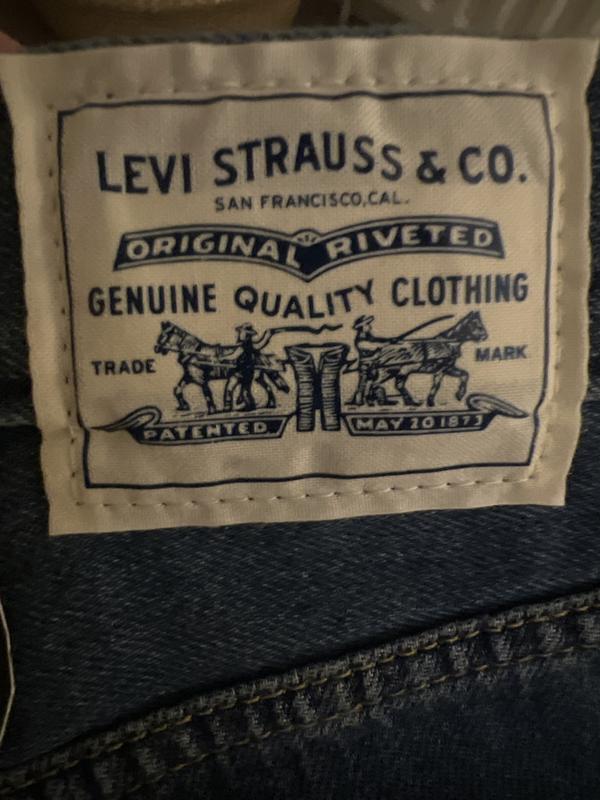 LEVI STRAUSS & CO.
SAN FRANCISCO, CAL.
ORIGINAL RIVETED
GENUINE QUALITY CLOTHING
TRADE MARK
PATENTED MAY 20 1873